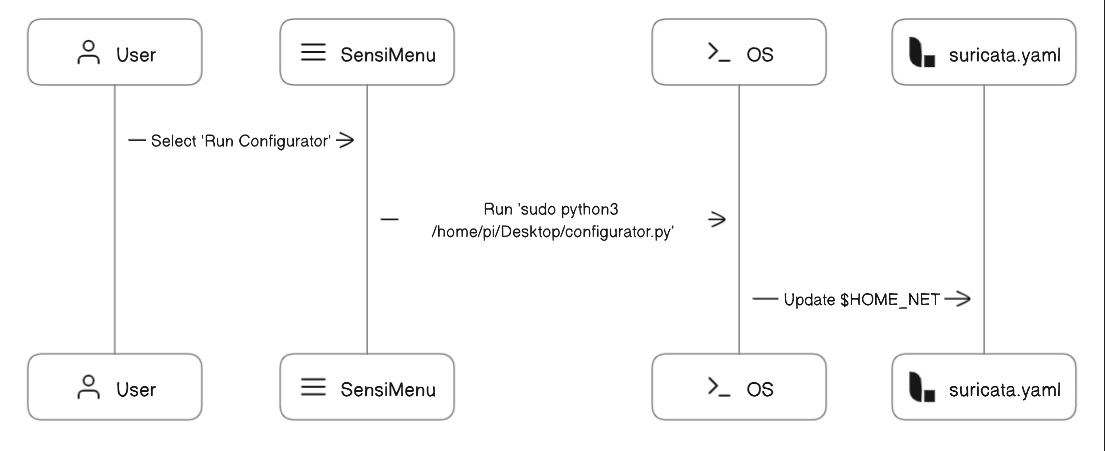 User
SensiMenu
OS
suricata.yaml
Select 'Run Configurator'
Run 'sudo python3
/home/pi/Desktop/configurator.py'
Update $HOME_NET
User
SensiMenu
OS
suricata.yaml